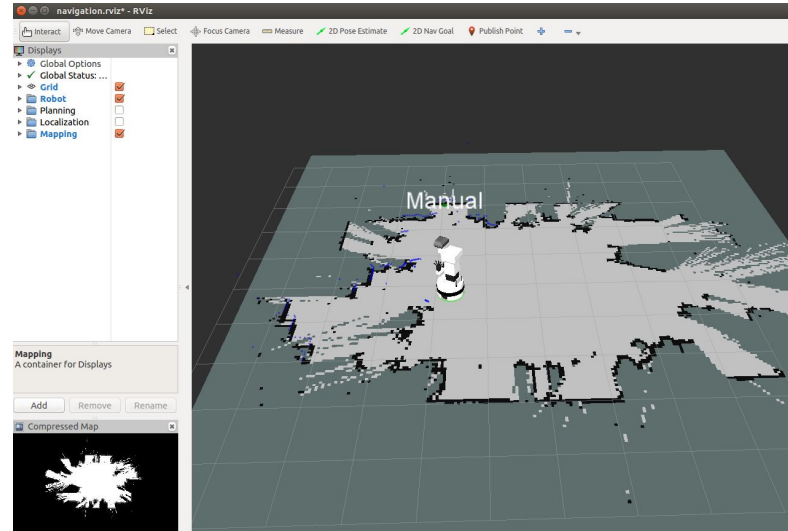 navigation.rviz* - RViz
Interact Move Camera Select Focus Camera Measure 2D Pose Estimate 2D Nav Goal Publish Point
Displays
Global Options
Global Status: ...
Grid
Robot
Planning
Localization
Mapping
Manual
Mapping
A container for Displays
Add Remove Rename
Compressed Map